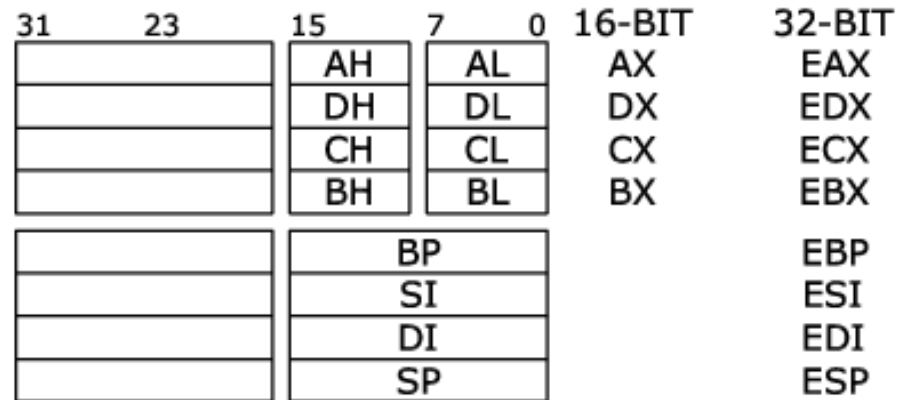 31 23 15 7 0 16-BIT 32-BIT
AH AL AX EAX
DH DL DX EDX
CH CL CX ECX
BH BL BX EBX
BP EBP
SI ESI
DI EDI
SP ESP